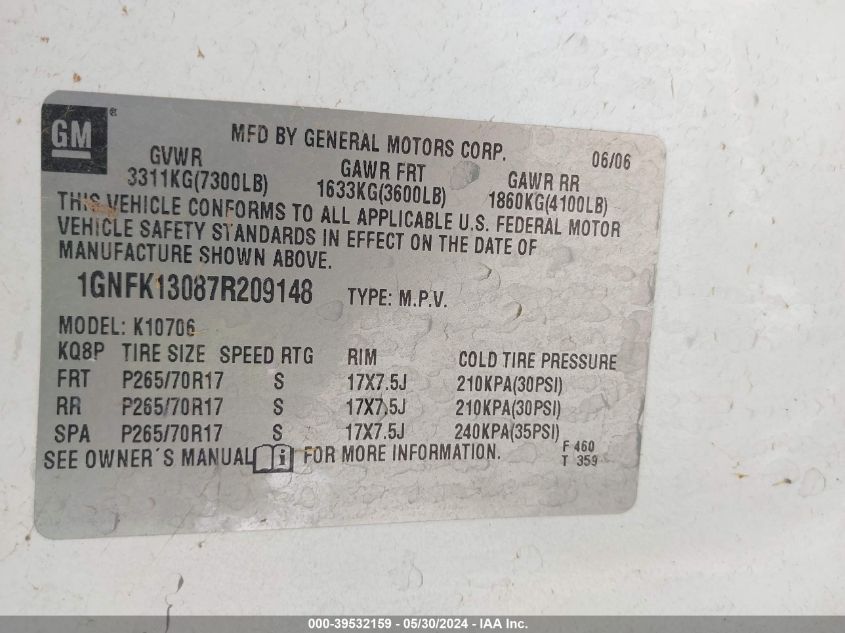 GM ®
MFD BY GENERAL MOTORS CORP. 06/06
GVWR GAWR FRT GAWR RR
3311KG(7300LB) 1633KG(3600LB) 1860KG(4100LB)
THIS VEHICLE CONFORMS TO ALL APPLICABLE U.S. FEDERAL MOTOR
VEHICLE SAFETY STANDARDS IN EFFECT ON THE DATE OF
MANUFACTURE SHOWN ABOVE.
1GNFK13087R209148 TYPE: M.P.V.
MODEL: K10706
KQ8P TIRE SIZE SPEED RTG RIM COLD TIRE PRESSURE
FRT P265/70R17 S 17X7.5J 210KPA(30PSI)
RR P265/70R17 S 17X7.5J 210KPA(30PSI)
SPA P265/70R17 S 17X7.5J 240KPA(35PSI)
SEE OWNER´S MANUAL i FOR MORE INFORMATION. F 460
T 359
000-39532159 — 05/30/2024 — IAA Inc.